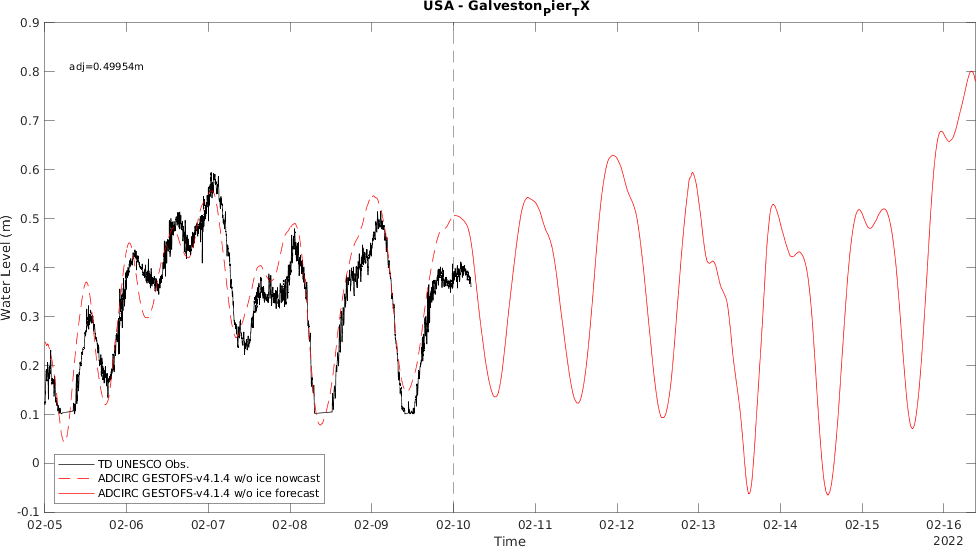 USA - GalvestonPierTX
0.9
0.8
adj=0.49954m
0.7
0.6
0.5
0.4
Water Level (m)
0.3
0.2
0.1
0
-0.1
TD UNESCO Obs.
ADCIRC GESTOFS-v4.1.4 w/o ice nowcast
ADCIRC GESTOFS-v4.1.4 w/o ice forecast
02-05 02-06 02-07 02-08 02-09 02-10 02-11 02-12 02-13 02-14 02-15 02-16
Time
2022